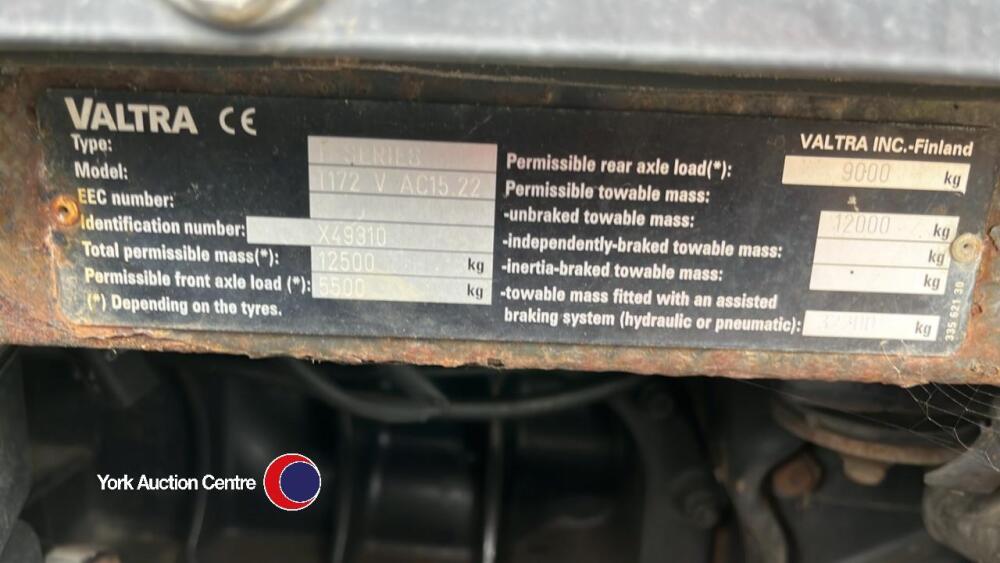 VALTRA CE
Type: SERIES
Model: T172 V AC15.22
EEC number:
Identification number: X49310
Total permissible mass(*): 12500 kg
Permissible front axle load (*): 5500 kg
(*) Depending on the tyres.
VALTRA INC.-Finland
Permissible rear axle load(*): 9000 kg
Permissible towable mass:
-unbraked towable mass: 12000 kg
-independently-braked towable mass: kg
-inertia-braked towable mass: kg
-towable mass fitted with an assisted
braking system (hydraulic or pneumatic): kg
335 621 30
York Auction Centre